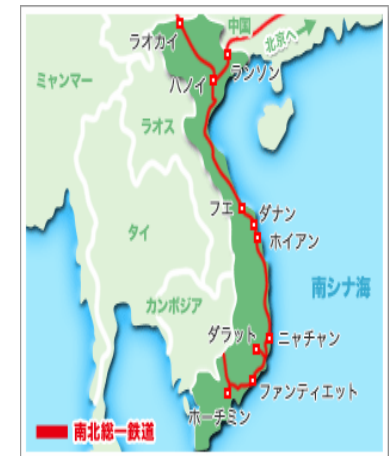 中国
ラオカイ
北京へ
ランソン
ミャンマー
ハノイ
ラオス
フエ
ダナン
ホイアン
タイ
南シナ海
カンボジア
ダラット
ニャチャン
ファンティエット
ホーチミン
南北総一鉄道